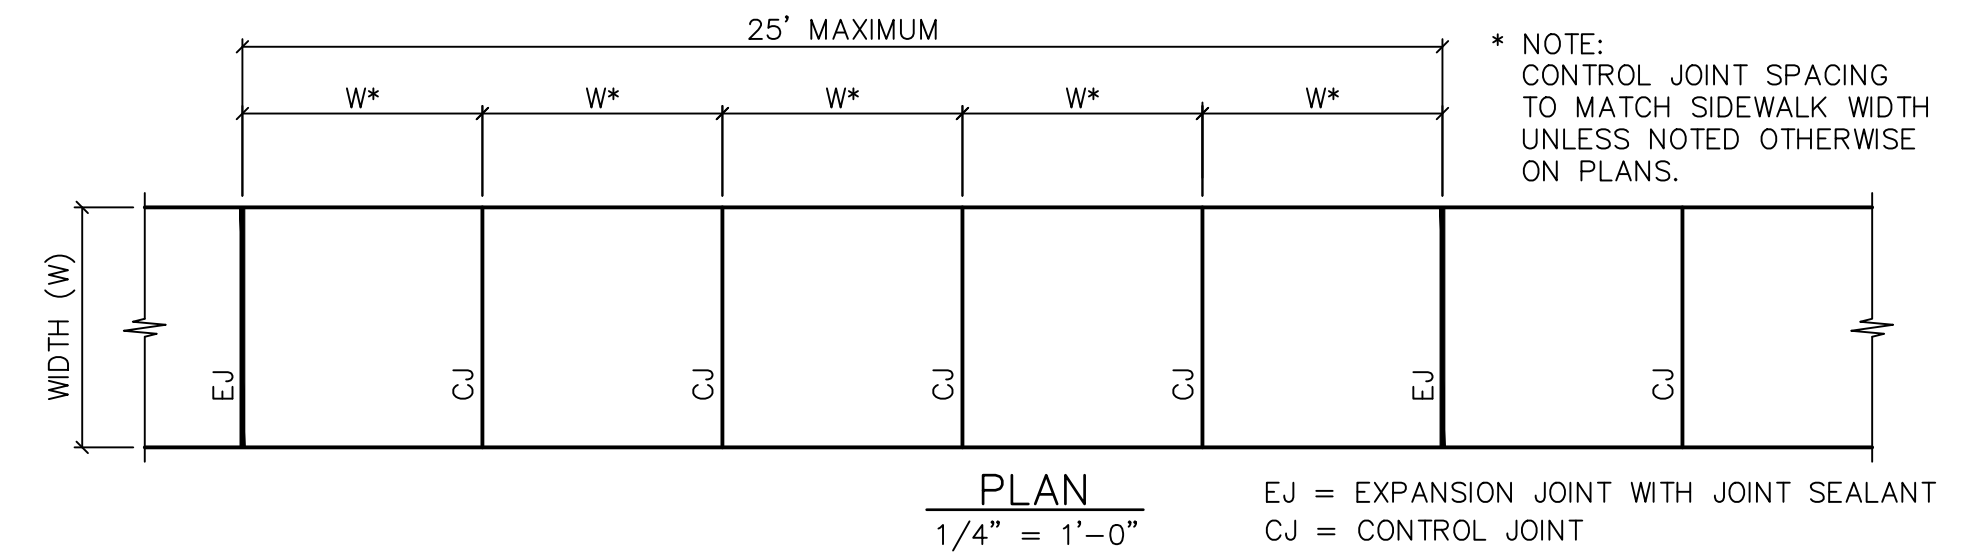 25' MAXIMUM
* NOTE:
CONTROL JOINT SPACING
TO MATCH SIDEWALK WIDTH
UNLESS NOTED OTHERWISE
ON PLANS.
W*
W*
W*
W*
W*
WIDTH (W)
EJ
CJ
CJ
CJ
CJ
EJ
CJ
PLAN
1/4" = 1'-0"
EJ = EXPANSION JOINT WITH JOINT SEALANT
CJ = CONTROL JOINT